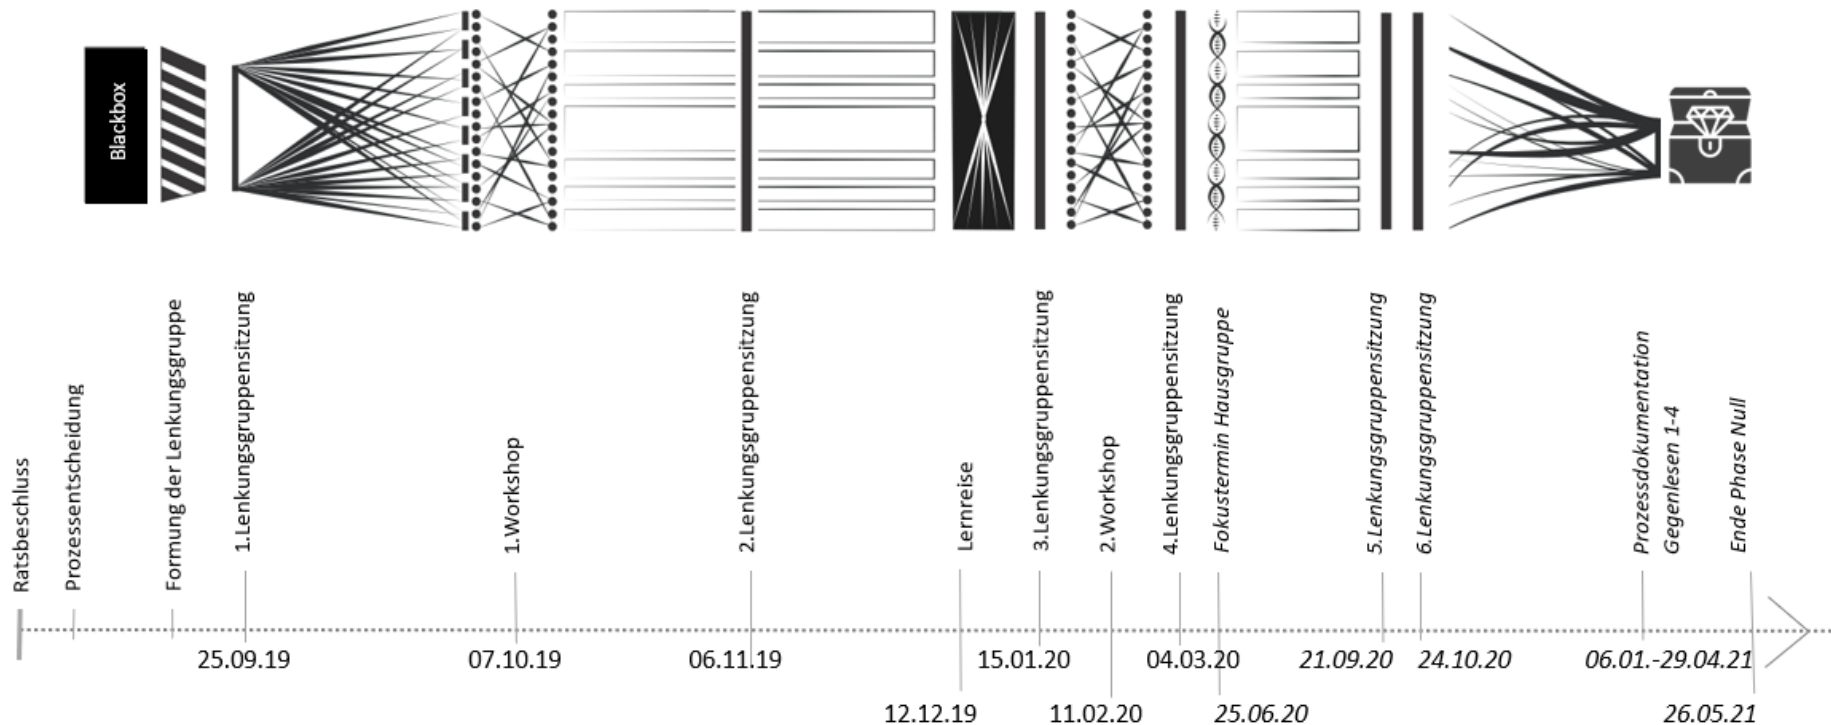 Blackbox
Ratsbeschluss
Prozessentscheidung
Formung der Lenkungsgruppe
1.Lenkungsgruppensitzung
1.Workshop
2.Lenkungsgruppensitzung
Lernreise
3.Lenkungsgruppensitzung
2.Workshop
4.Lenkungsgruppensitzung
Fokustermin Hausgruppe
5.Lenkungsgruppensitzung
6.Lenkungsgruppensitzung
Prozessdokumentation
Gegenlesen 1-4
Ende Phase Null
25.09.19
07.10.19
06.11.19
12.12.19
15.01.20
11.02.20
04.03.20
25.06.20
21.09.20
24.10.20
06.01.-29.04.21
26.05.21